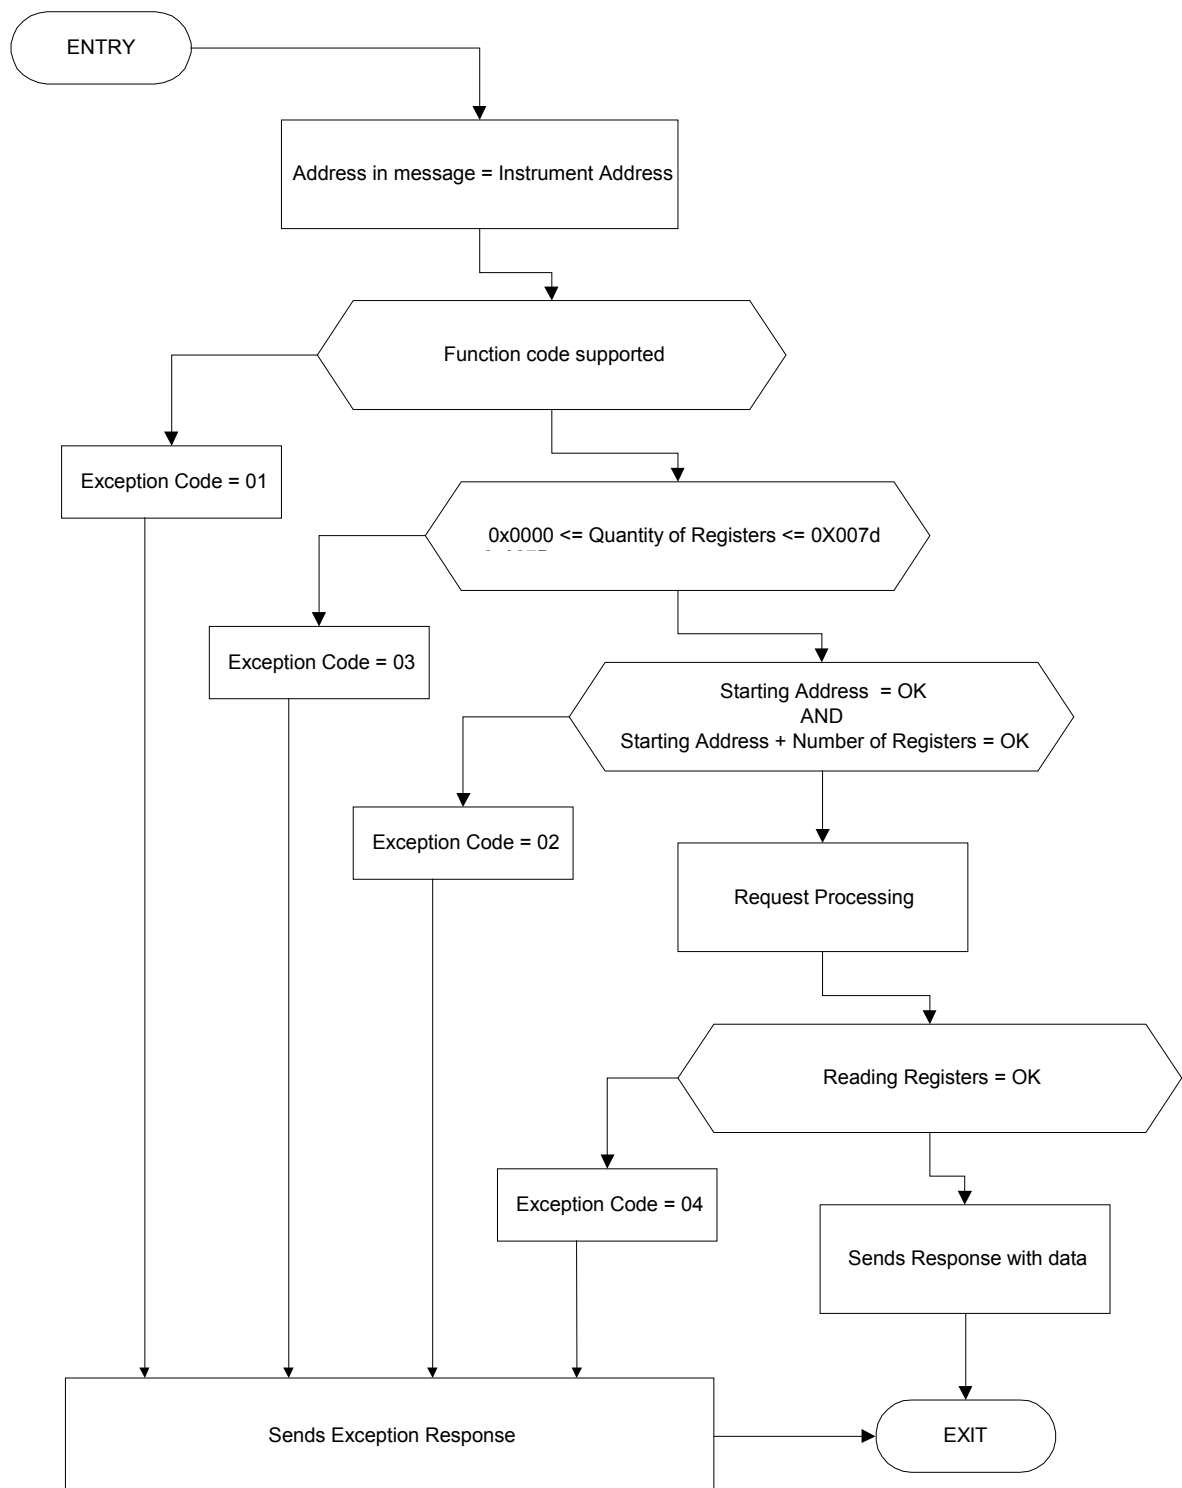 ENTRY
Address in message = Instrument Address
Function code supported
Exception Code = 01
0x0000 <= Quantity of Registers <= 0X007d
Exception Code = 03
Starting Address = OK
AND
Starting Address + Number of Registers = OK
Exception Code = 02
Request Processing
Reading Registers = OK
Exception Code = 04
Sends Response with data
Sends Exception Response
EXIT